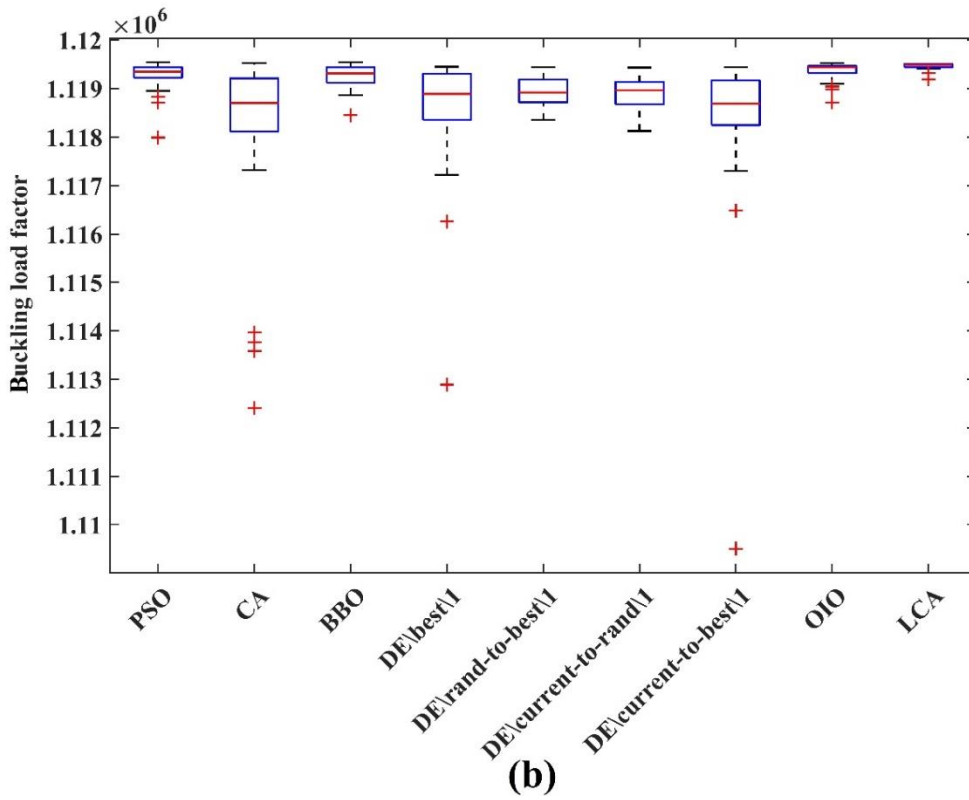 ×10⁶
1.12
1.119
1.118
1.117
1.116
1.115
1.114
1.113
1.112
1.111
1.11
Buckling load factor
PSO
CA
BBO
DE\best\1
DE\rand-to-best\1
DE\current-to-rand\1
DE\current-to-best\1
OIO
LCA
(b)